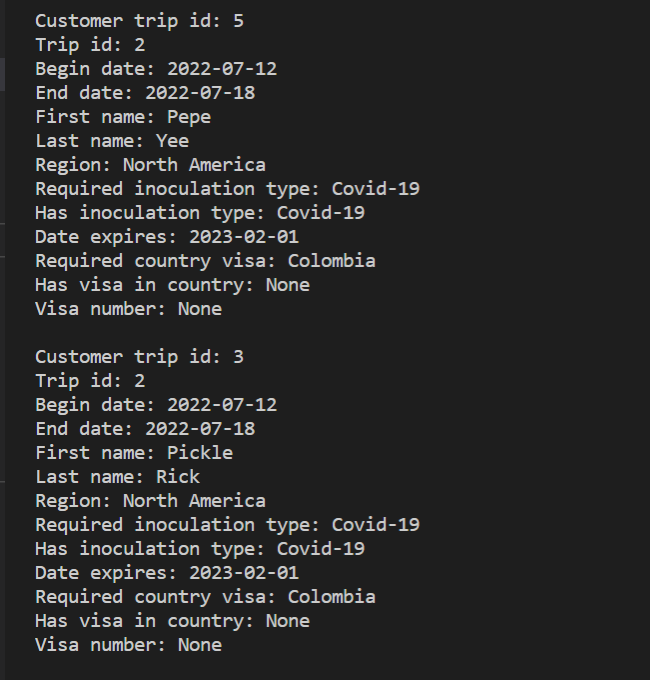 Customer trip id: 5
Trip id: 2
Begin date: 2022-07-12
End date: 2022-07-18
First name: Pepe
Last name: Yee
Region: North America
Required inoculation type: Covid-19
Has inoculation type: Covid-19
Date expires: 2023-02-01
Required country visa: Colombia
Has visa in country: None
Visa number: None

Customer trip id: 3
Trip id: 2
Begin date: 2022-07-12
End date: 2022-07-18
First name: Pickle
Last name: Rick
Region: North America
Required inoculation type: Covid-19
Has inoculation type: Covid-19
Date expires: 2023-02-01
Required country visa: Colombia
Has visa in country: None
Visa number: None